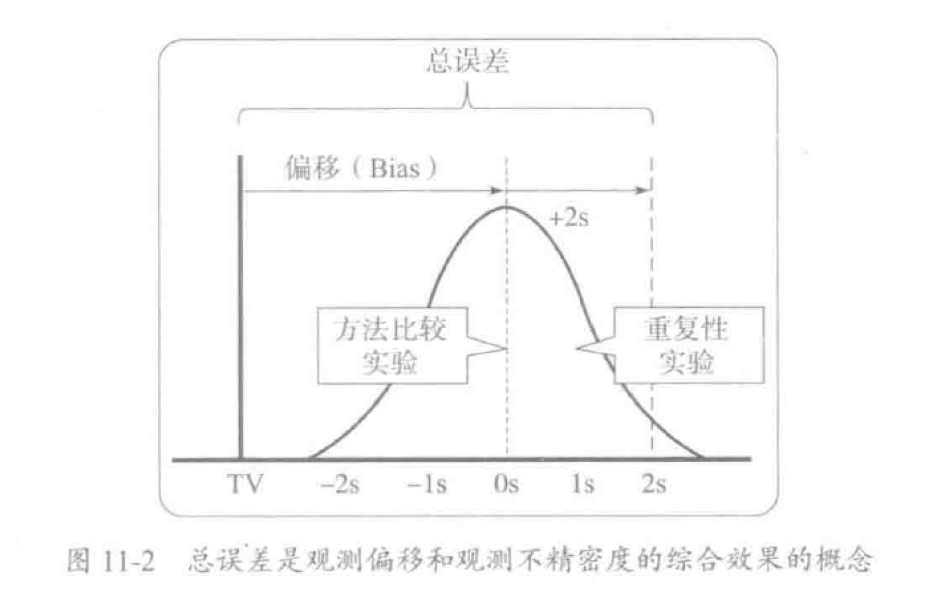 总误差
偏移（Bias）
+2s
方法比较
实验
重复性
实验
TV -2s -1s 0s 1s 2s
图 11-2 总误差是观测偏移和观测不精密度的综合效果的概念